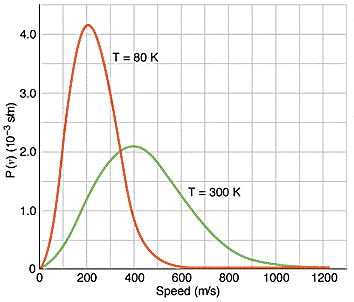 4.0
T = 80 K
3.0
P (v) (10⁻³ s/m)
2.0
T = 300 K
1.0
0
0 200 400 600 800 1000 1200
Speed (m/s)